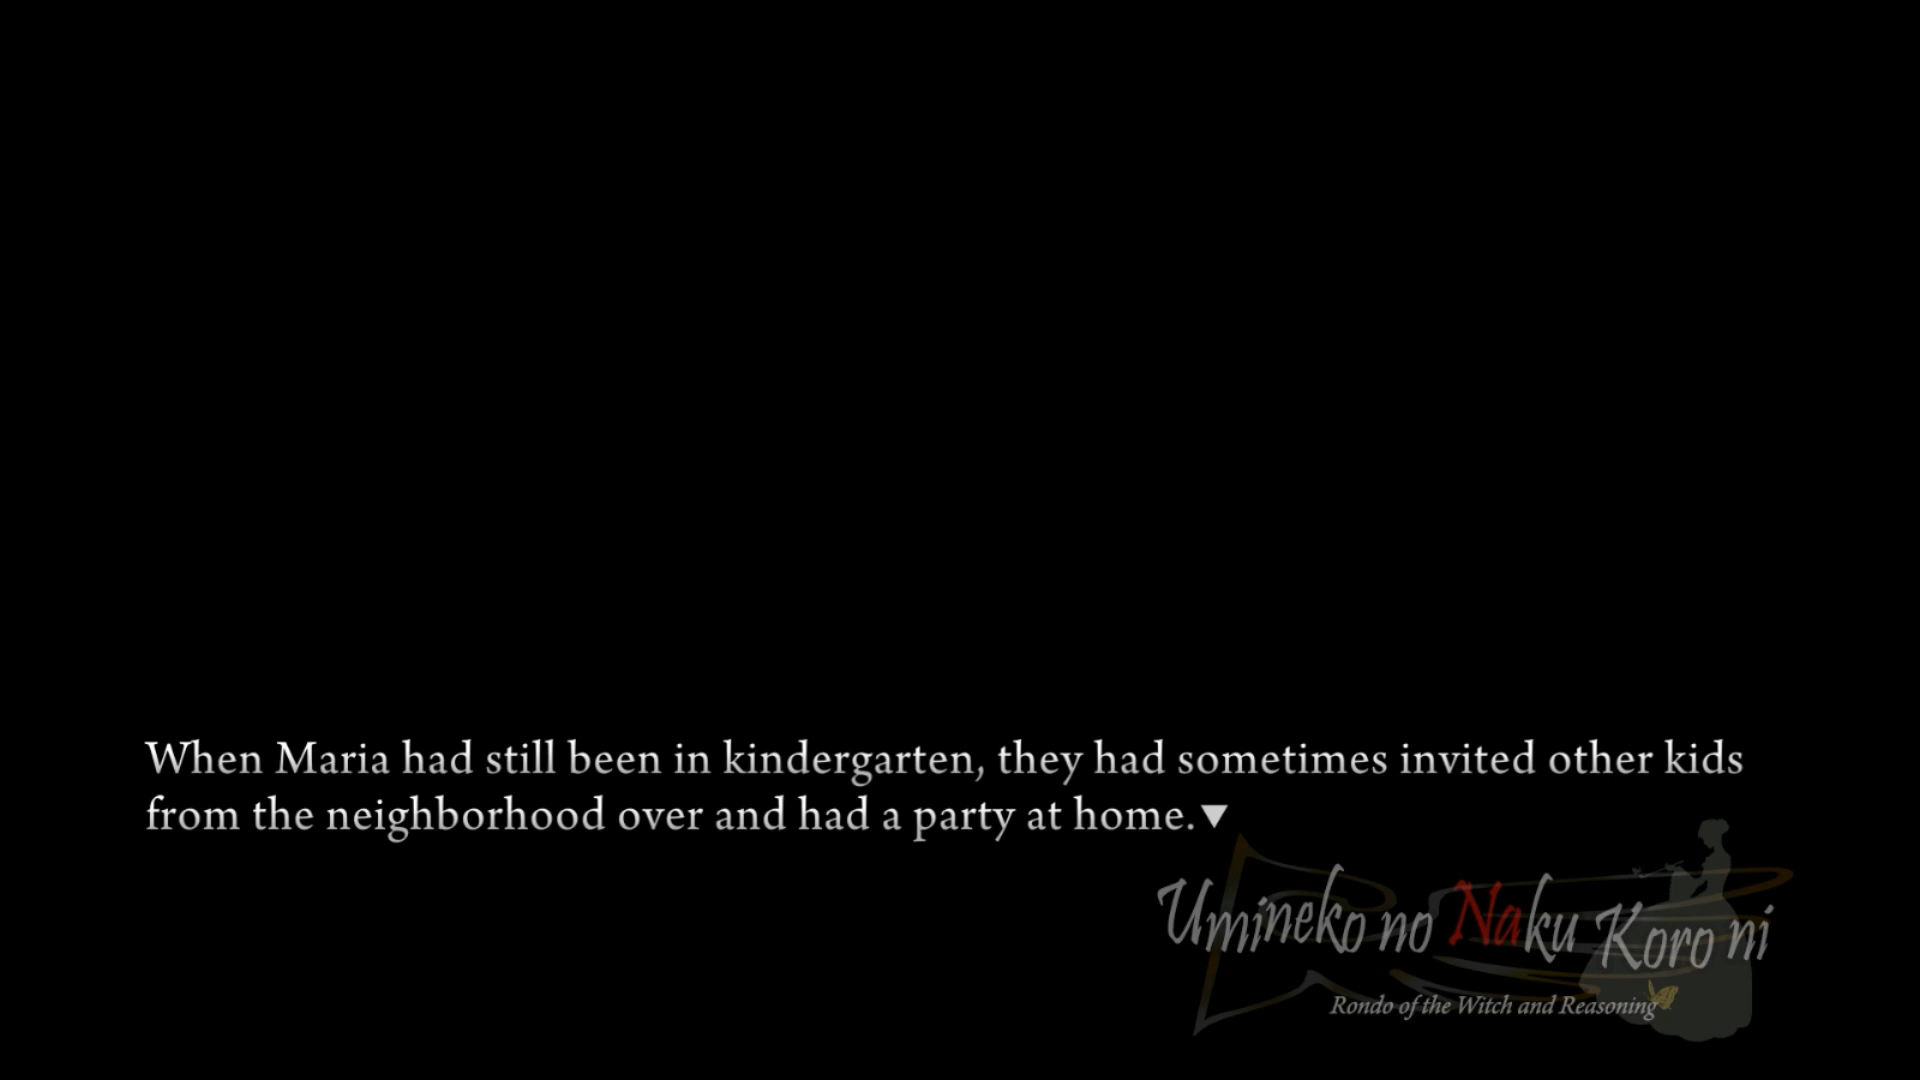 When Maria had still been in kindergarten, they had sometimes invited other kids
from the neighborhood over and had a party at home.
Umineko no Naku Koro ni
Rondo of the Witch and Reasoning